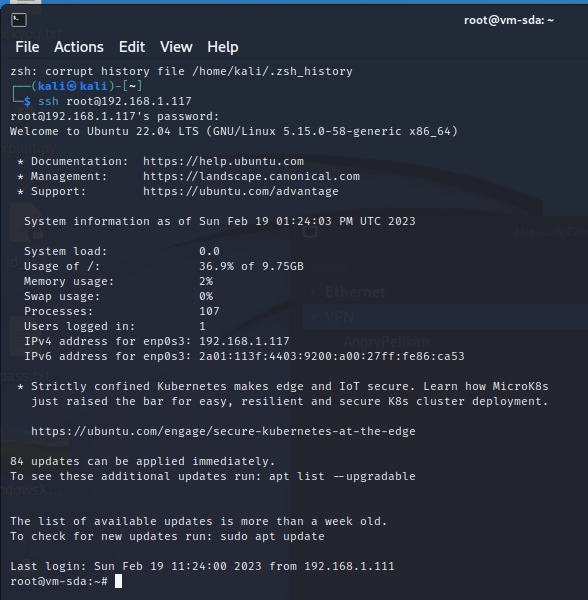 root@vm-sda: ~
File Actions Edit View Help
zsh: corrupt history file /home/kali/.zsh_history
┌──(kali㉿kali)-[~]
└─$ ssh root@192.168.1.117
root@192.168.1.117's password:
Welcome to Ubuntu 22.04 LTS (GNU/Linux 5.15.0-58-generic x86_64)
* Documentation:  https://help.ubuntu.com
* Management:     https://landscape.canonical.com
* Support:        https://ubuntu.com/advantage
System information as of Sun Feb 19 01:24:03 PM UTC 2023
System load:             0.0
Usage of /:              36.9% of 9.75GB
Memory usage:            2%
Swap usage:              0%
Processes:               107
Users logged in:         1
IPv4 address for enp0s3: 192.168.1.117
IPv6 address for enp0s3: 2a01:113f:4403:9200:a00:27ff:fe86:ca53
* Strictly confined Kubernetes makes edge and IoT secure. Learn how MicroK8s
just raised the bar for easy, resilient and secure K8s cluster deployment.
https://ubuntu.com/engage/secure-kubernetes-at-the-edge
84 updates can be applied immediately.
To see these additional updates run: apt list --upgradable
The list of available updates is more than a week old.
To check for new updates run: sudo apt update
Last login: Sun Feb 19 11:24:00 2023 from 192.168.1.111
root@vm-sda:~#
Ethernet
VPN
AngryPelikan